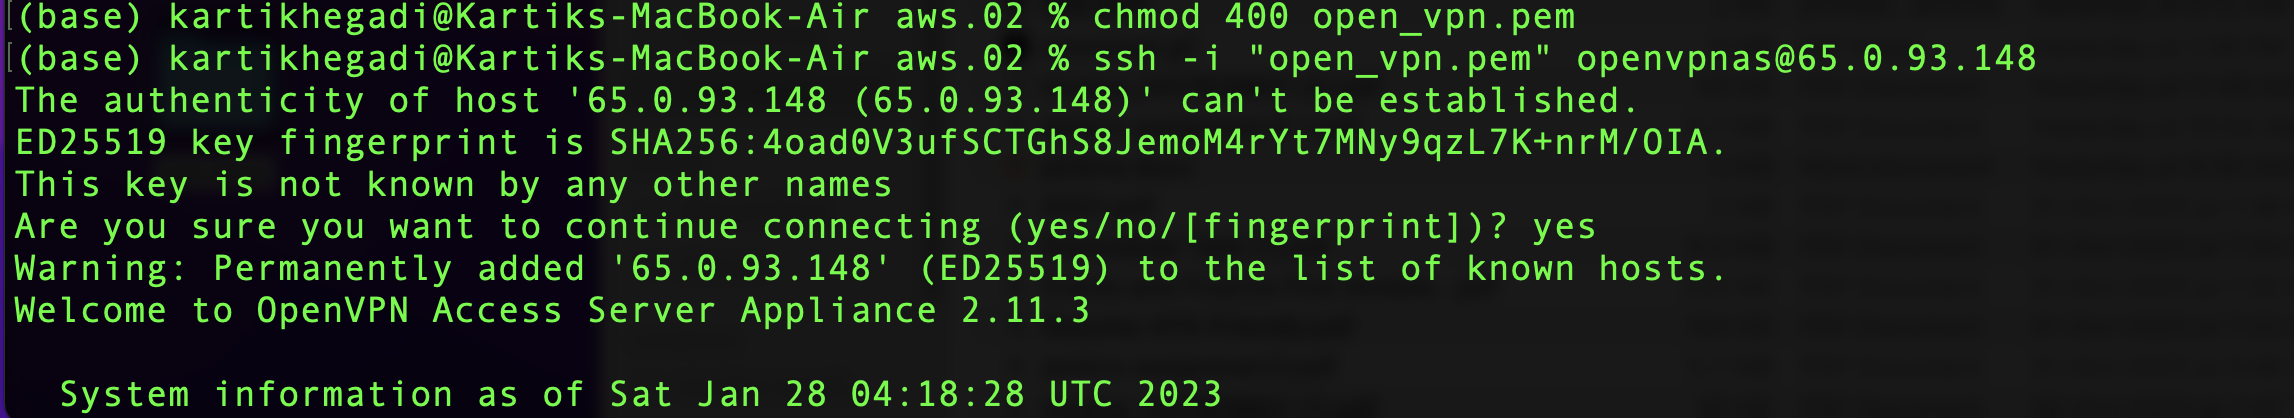 [(base) kartikhegadi@Kartiks-MacBook-Air aws.02 % chmod 400 open_vpn.pem
[(base) kartikhegadi@Kartiks-MacBook-Air aws.02 % ssh -i "open_vpn.pem" openvpnas@65.0.93.148
The authenticity of host '65.0.93.148 (65.0.93.148)' can't be established.
ED25519 key fingerprint is SHA256:4oad0V3ufSCTGhS8JemoM4rYt7MNy9qzL7K+nrM/OIA.
This key is not known by any other names
Are you sure you want to continue connecting (yes/no/[fingerprint])? yes
Warning: Permanently added '65.0.93.148' (ED25519) to the list of known hosts.
Welcome to OpenVPN Access Server Appliance 2.11.3
System information as of Sat Jan 28 04:18:28 UTC 2023